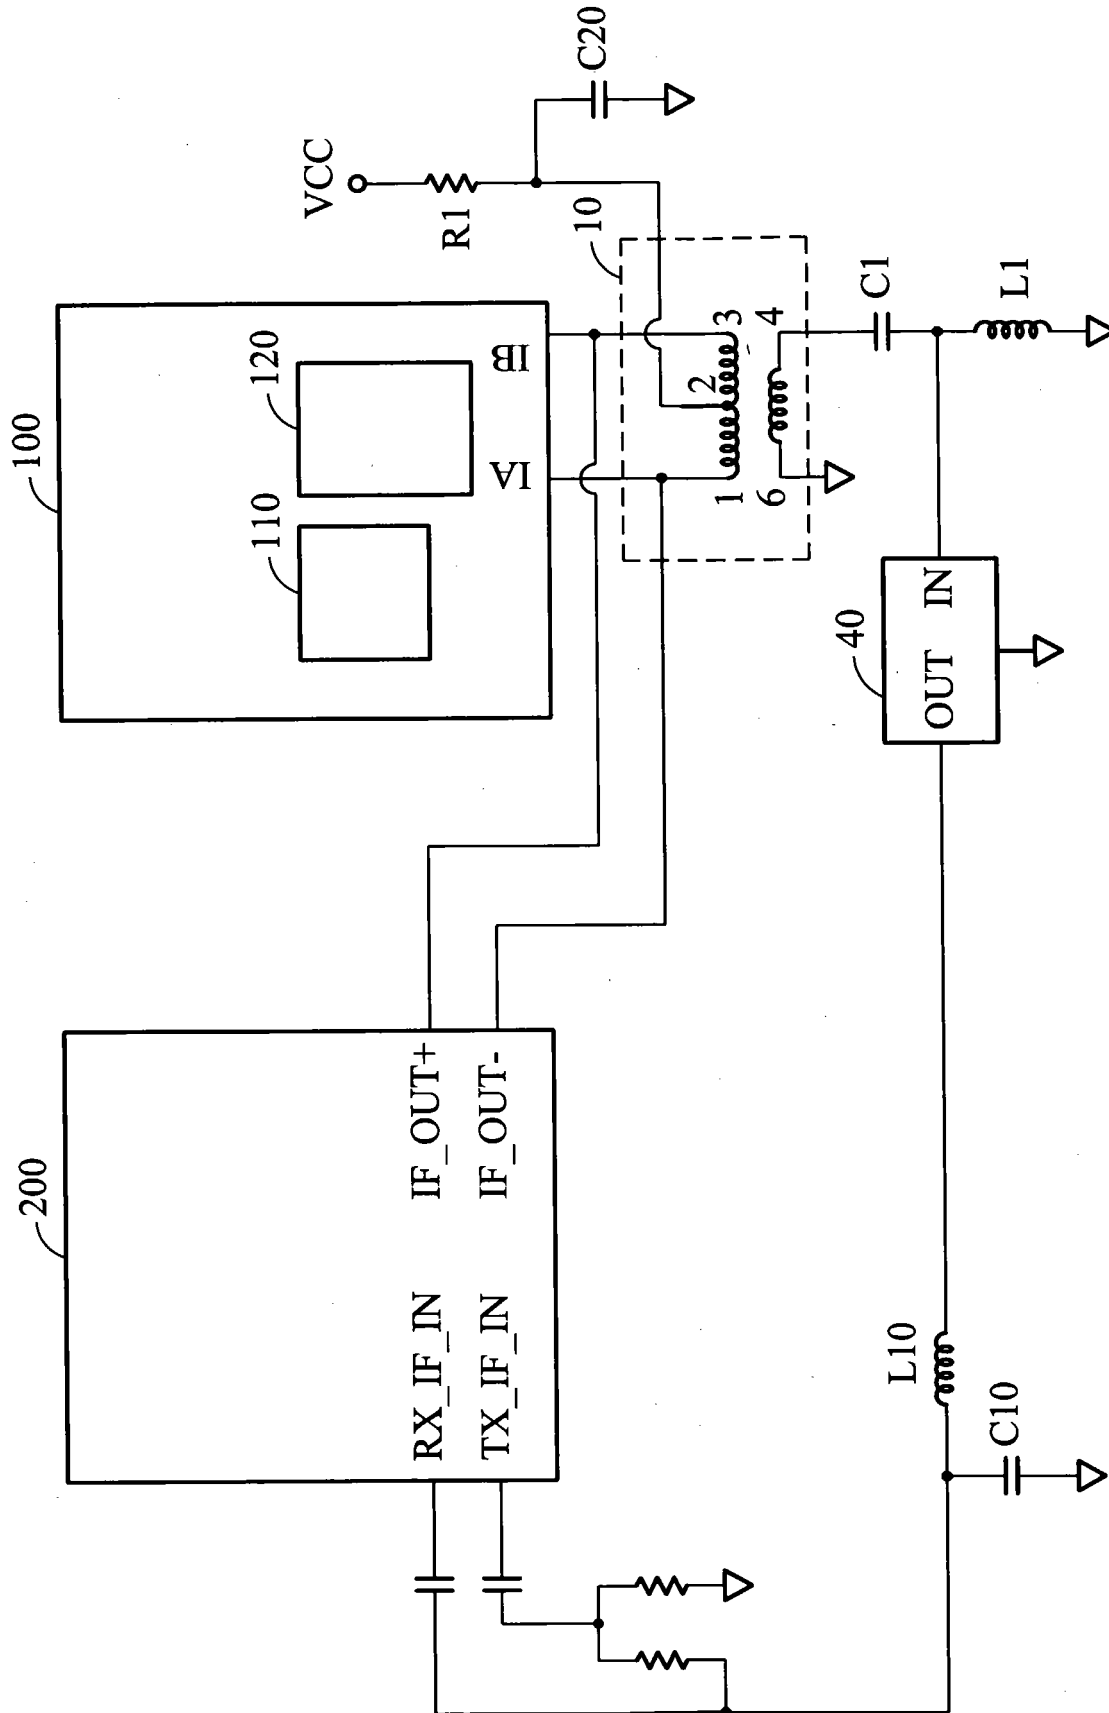 200
RX_IF_IN
IF_OUT+
TX_IF_IN
IF_OUT-
100
110
120
IA
IB
VCC
R1
C20
10
1
2
3
6
4
C1
L1
40
OUT
IN
L10
C10